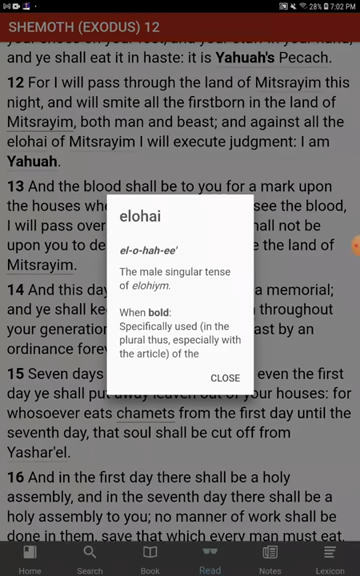 28% 7:02 PM
SHEMOTH (EXODUS) 12
and ye shall eat it in haste: it is Yahuah's Pecach.
12 For I will pass through the land of Mitsrayim this
night, and will smite all the firstborn in the land of
Mitsrayim, both man and beast; and against all the
elohai of Mitsrayim I will execute judgment: I am
Yahuah.
13 And the blood shall be to you for a mark upon
the houses whe see the blood,
I will pass over hall not be
upon you to de e the land of
Mitsrayim.
14 And this day a memorial;
and ye shall ke throughout
your generation ast by an
ordinance forev
15 Seven days even the first
day ye shall put away leaven out of your houses: for
whosoever eats chamets from the first day until the
seventh day, that soul shall be cut off from
Yashar'el.
16 And in the first day there shall be a holy
assembly, and in the seventh day there shall be a
holy assembly to you; no manner of work shall be
done in them, save that which every man must eat,
elohai
el-o-hah-ee'
The male singular tense
of elohiym.
When bold:
Specifically used (in the
plural thus, especially with
the article) of the
CLOSE
Home Search Book Read Notes Lexicon